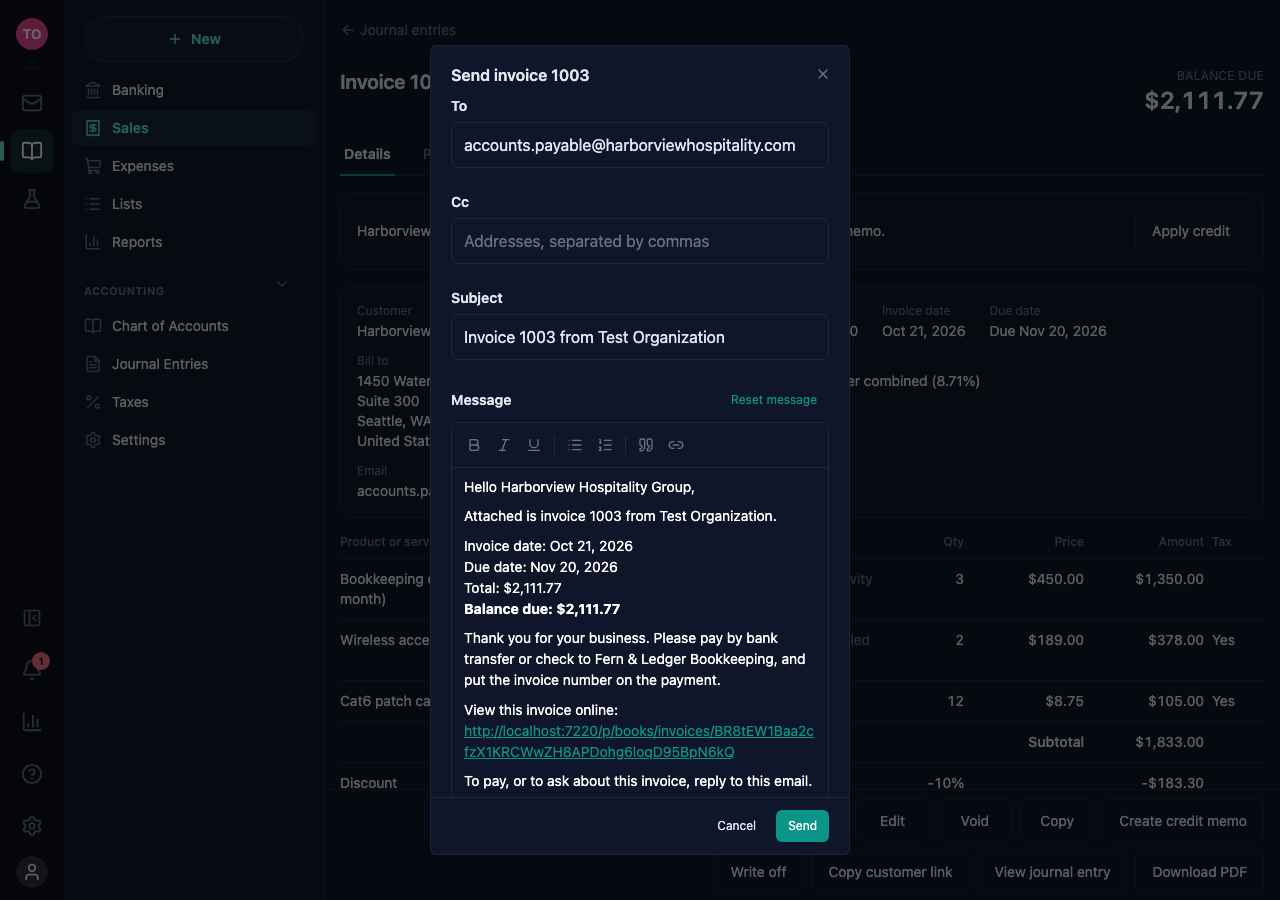 TO
New
Banking
Sales
Expenses
Lists
Reports
ACCOUNTING
Chart of Accounts
Journal Entries
Taxes
Settings
1
Journal entries
Invoice 10
BALANCE DUE
$2,111.77
Details
P
Harborview
memo.
Apply credit
Customer
Harborview
0
Invoice date
Oct 21, 2026
Due date
Due Nov 20, 2026
Bill to
1450 Water
Suite 300
Seattle, WA
United Stat
er combined (8.71%)
Email
accounts.pa
Product or serv
Qty
Price
Amount
Tax
Bookkeeping
month)
vity
3
$450.00
$1,350.00
Wireless acce
led
2
$189.00
$378.00
Yes
Cat6 patch ca
12
$8.75
$105.00
Yes
Subtotal
$1,833.00
Discount
-10%
-$183.30
Edit
Void
Copy
Create credit memo
Write off
Copy customer link
View journal entry
Download PDF
Send invoice 1003
To
accounts.payable@harborviewhospitality.com
Cc
Addresses, separated by commas
Subject
Invoice 1003 from Test Organization
Message
Reset message
Hello Harborview Hospitality Group,
Attached is invoice 1003 from Test Organization.
Invoice date: Oct 21, 2026
Due date: Nov 20, 2026
Total: $2,111.77
Balance due: $2,111.77
Thank you for your business. Please pay by bank
transfer or check to Fern & Ledger Bookkeeping, and
put the invoice number on the payment.
View this invoice online:
http://localhost:7220/p/books/invoices/BR8tEW1Baa2c
fzX1KRCWwZH8APDohg6loqD95BpN6kQ
To pay, or to ask about this invoice, reply to this email.
Cancel
Send